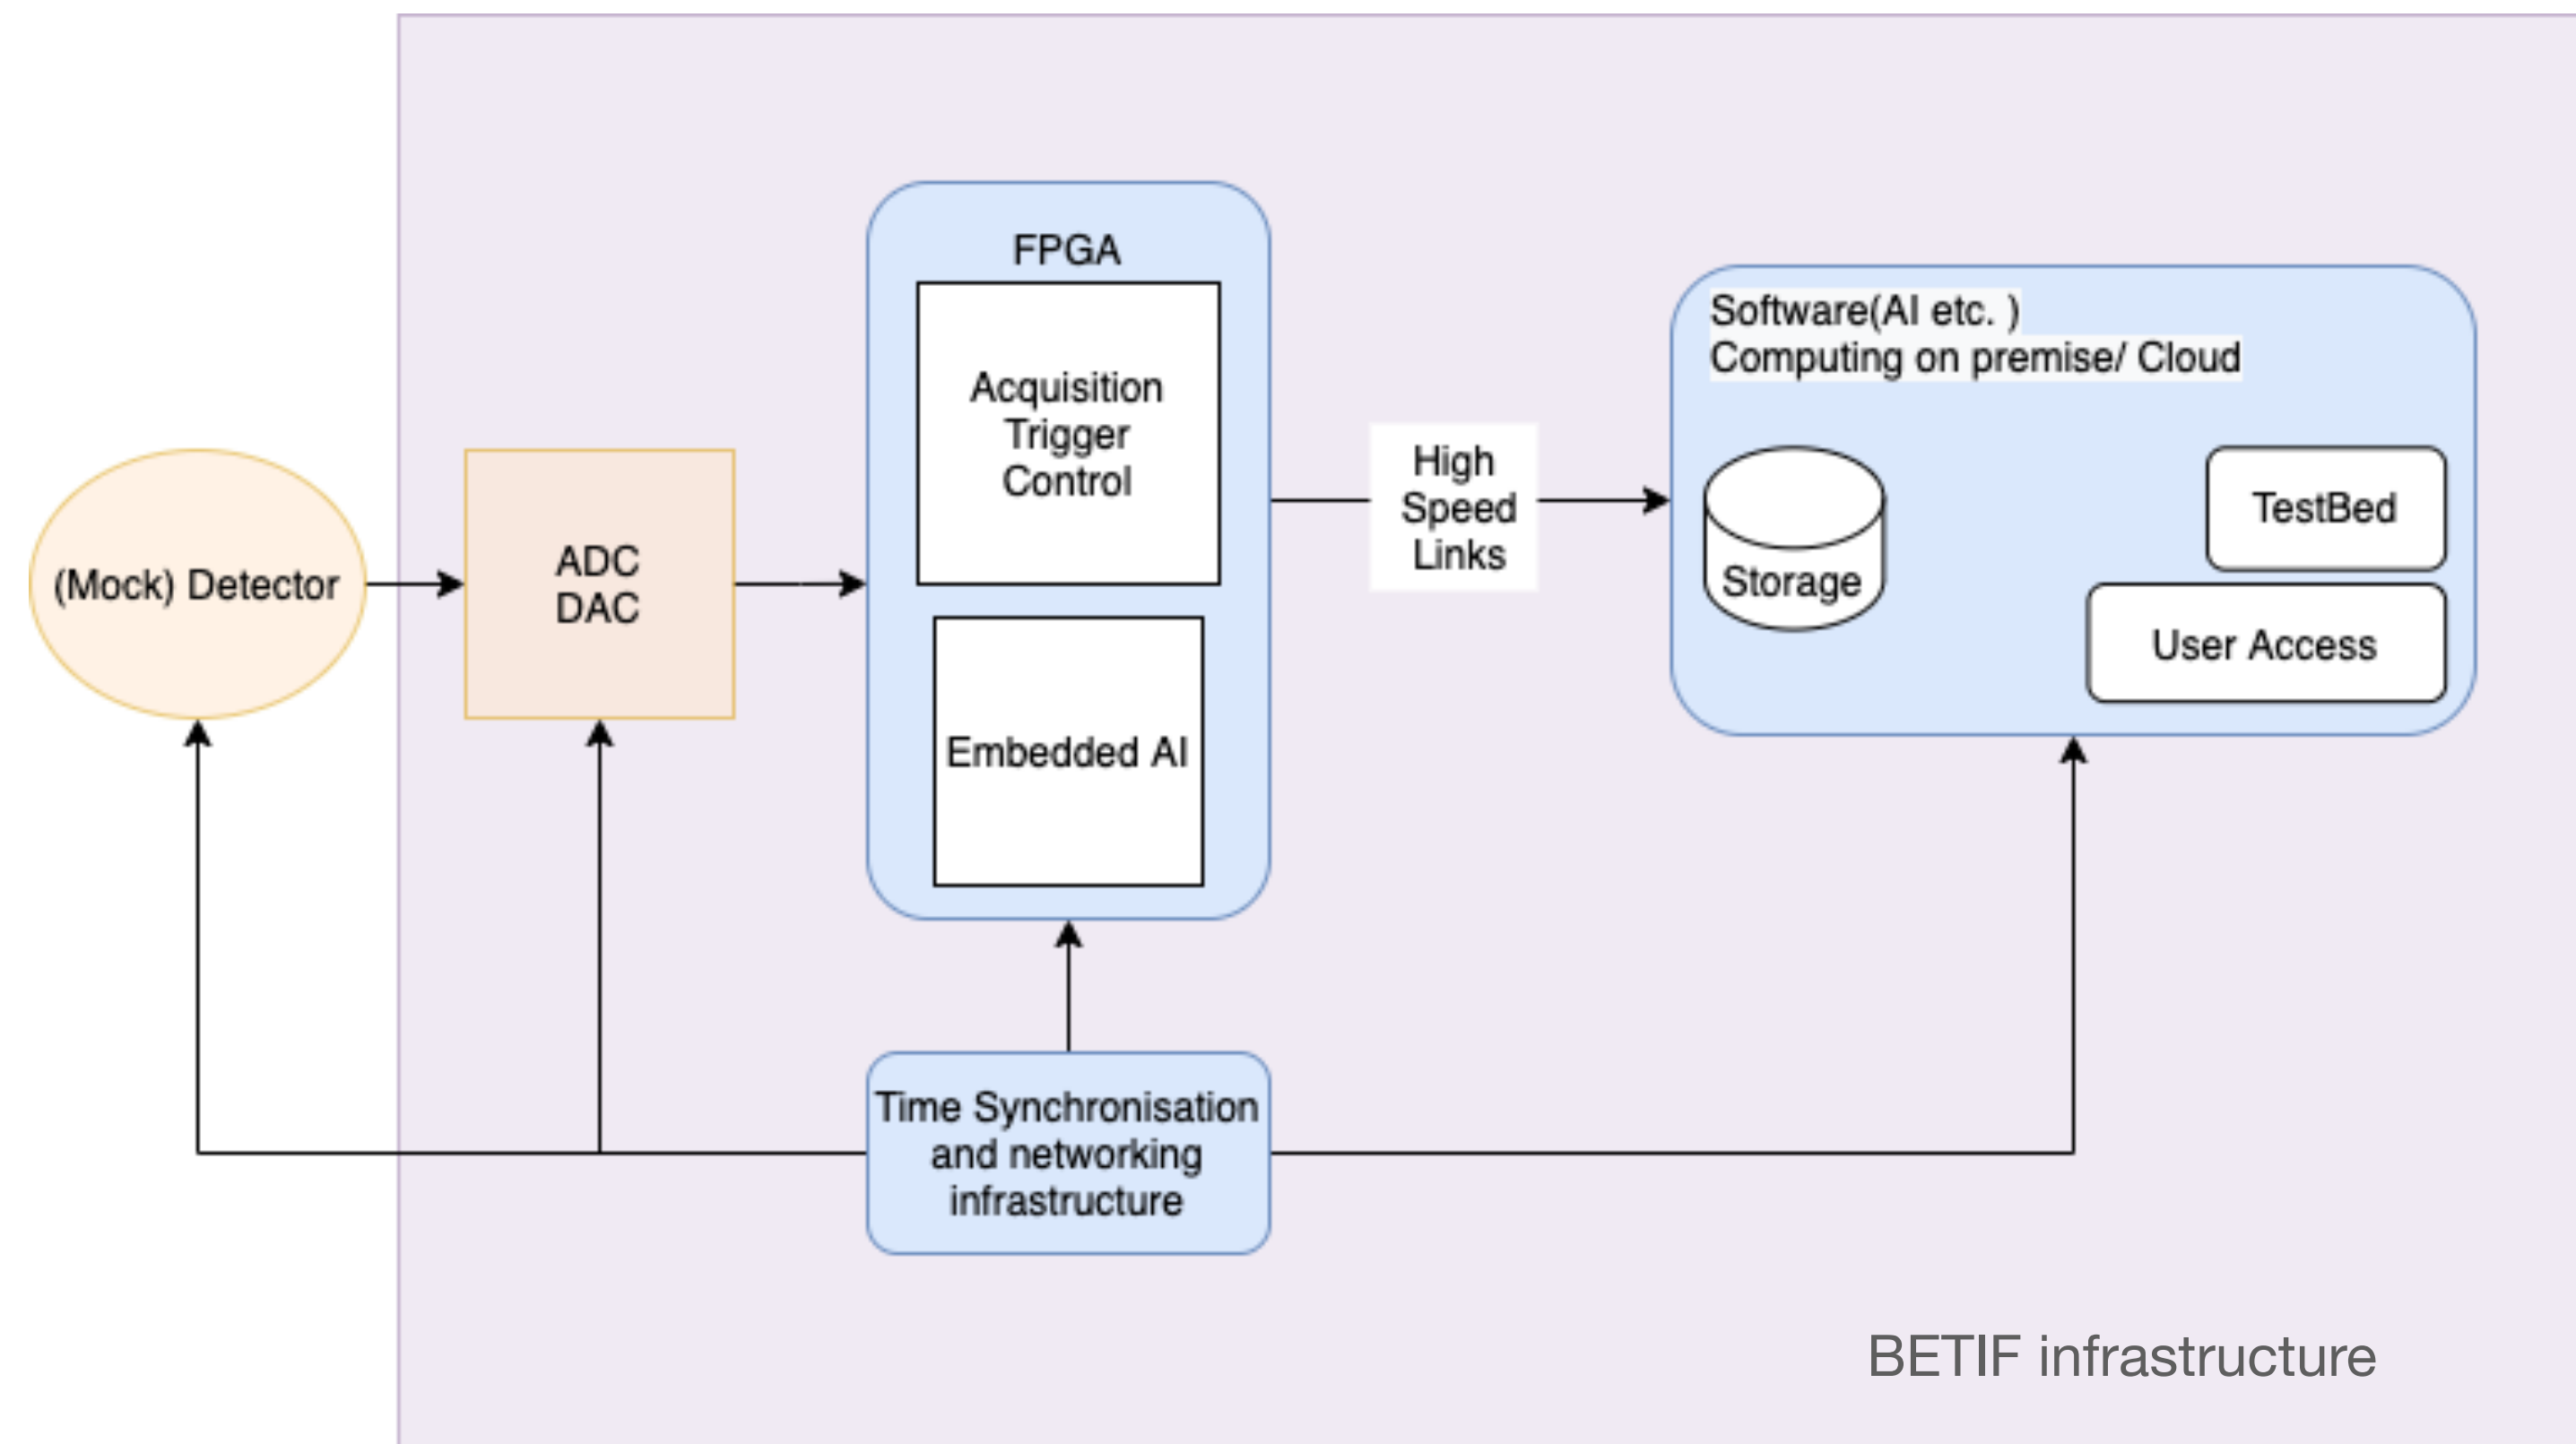 FPGA
Acquisition
Trigger
Control
Embedded AI
(Mock) Detector
ADC
DAC
High
Speed
Links
Software(AI etc. )
Computing on premise/ Cloud
Storage
TestBed
User Access
Time Synchronisation
and networking
infrastructure
BETIF infrastructure